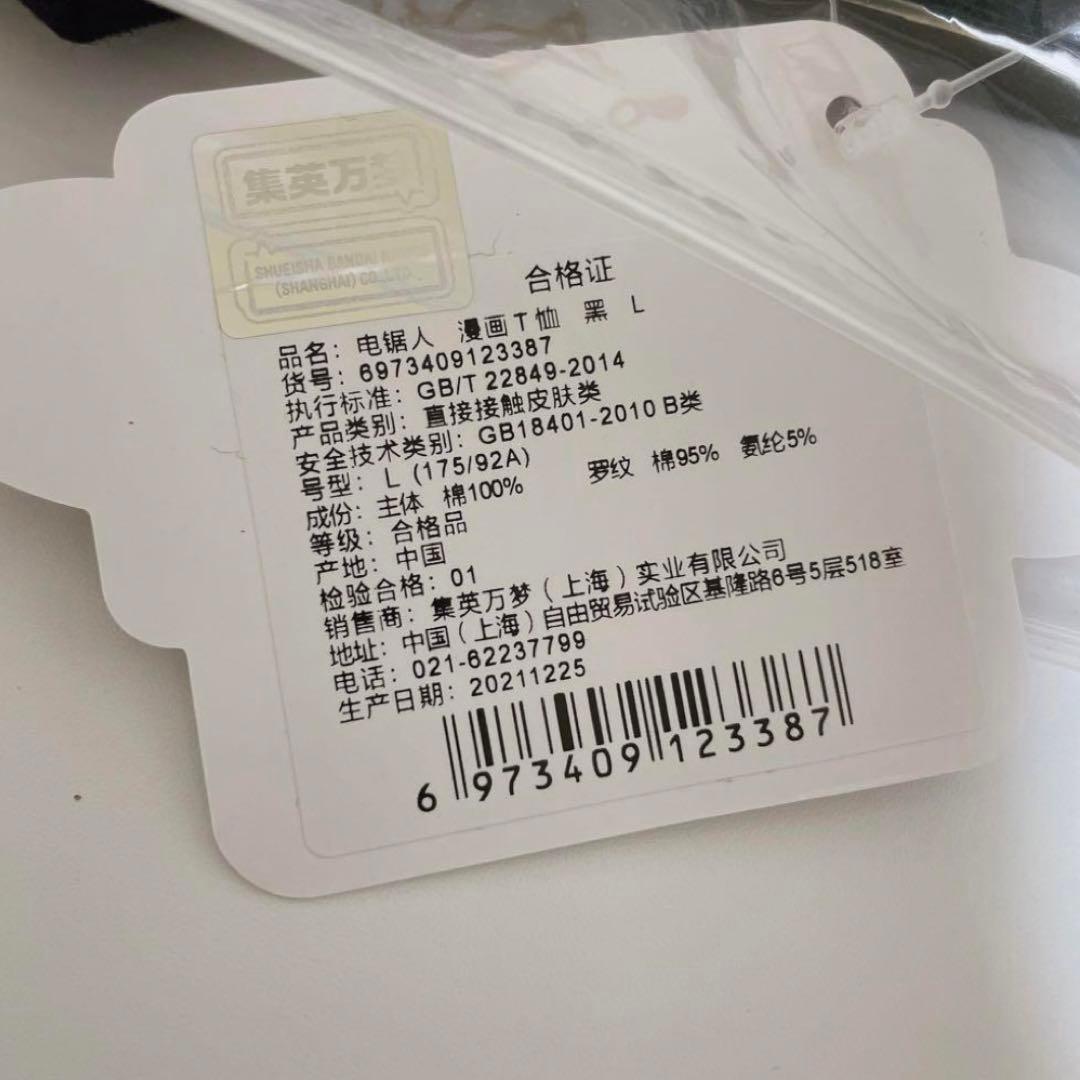 集英万梦
SHUEISHA BANDAI
(SHANGHAI) CO.,LTD.
合格证
品名：电锯人 漫画T恤 黑 L
货号：6973409123387
执行标准：GB/T 22849-2014
产品类别：直接接触皮肤类
安全技术类别：GB18401-2010 B类
号型：L (175/92A)
成份：主体 棉100% 罗纹 棉95% 氨纶5%
等级：合格品
产地：中国
检验合格：01
销售商：集英万梦（上海）实业有限公司
地址：中国（上海）自由贸易试验区基隆路6号5层518室
电话：021-62237799
生产日期：20211225
6 973409 123387